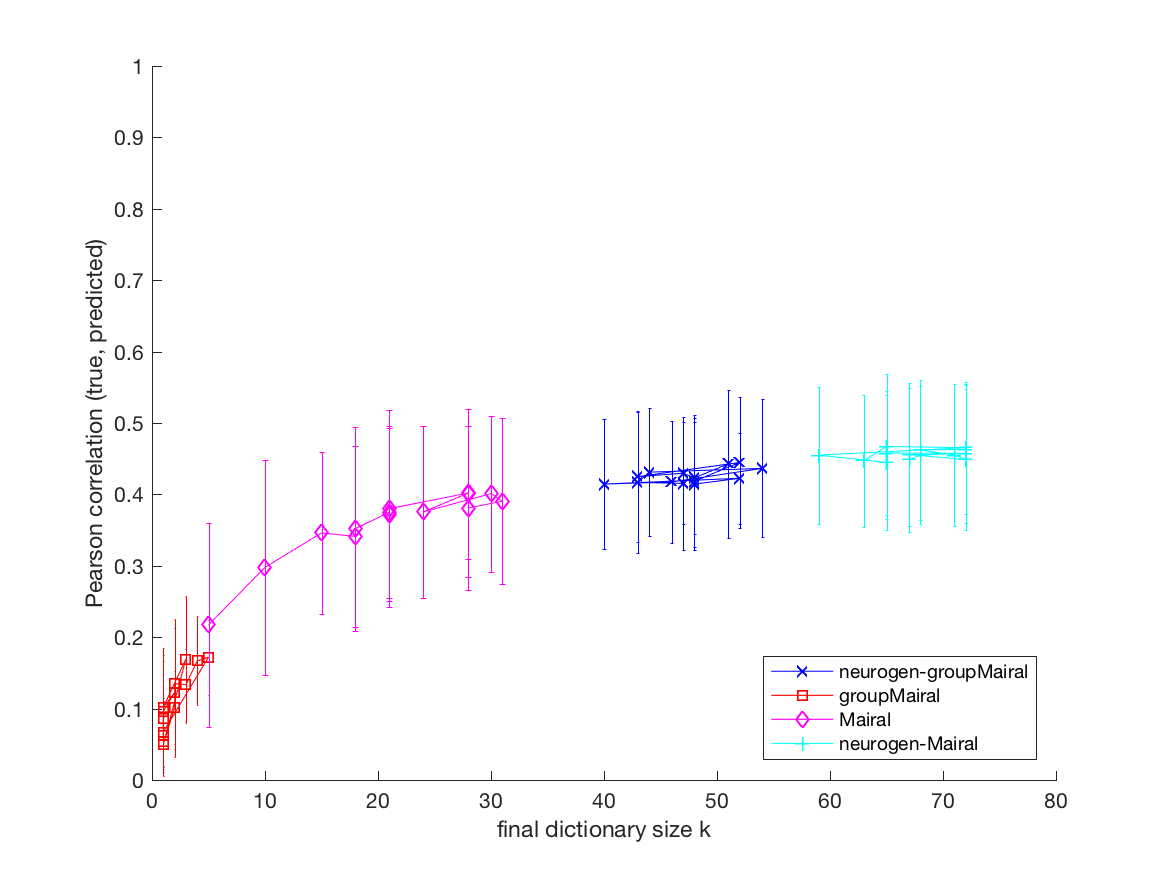 Pearson correlation (true, predicted)
1
0.9
0.8
0.7
0.6
0.5
0.4
0.3
0.2
0.1
0
0 10 20 30 40 50 60 70 80
final dictionary size k
neurogen-groupMairal
groupMairal
Mairal
neurogen-Mairal